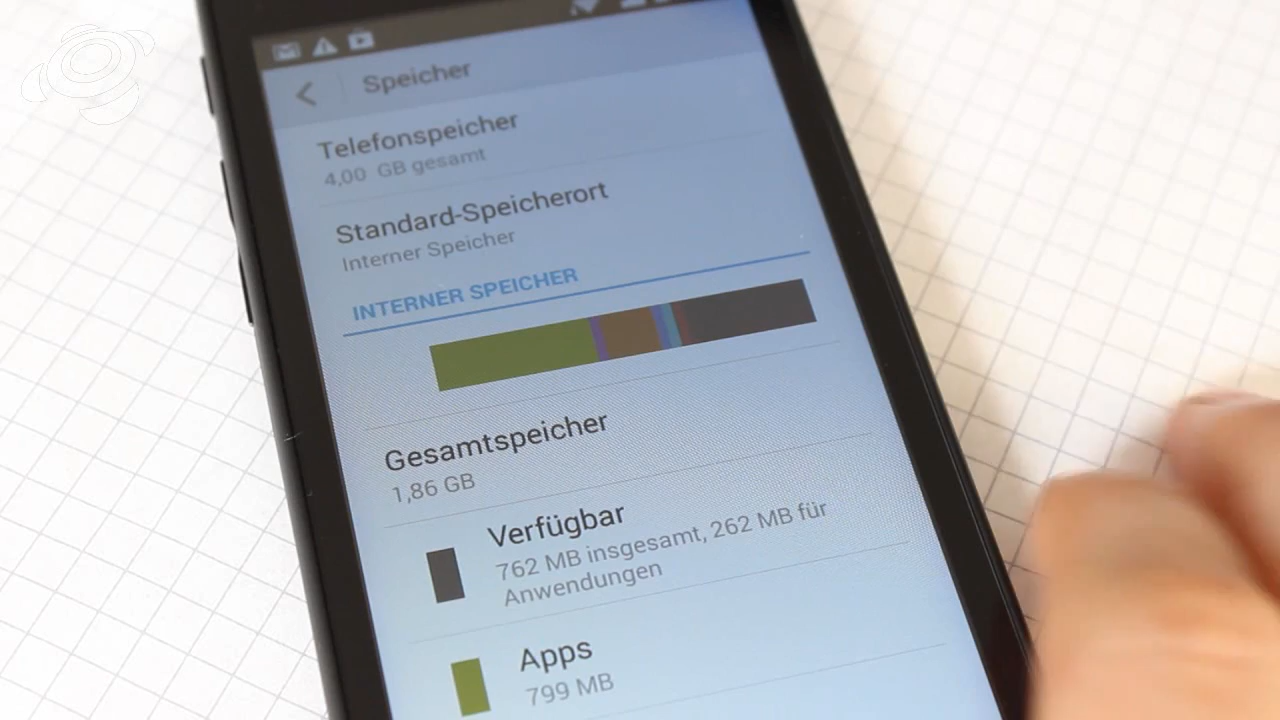 Speicher
Telefonspeicher
4,00 GB gesamt
Standard-Speicherort
Interner Speicher
INTERNER SPEICHER
Gesamtspeicher
1,86 GB
Verfügbar
762 MB insgesamt, 262 MB für
Anwendungen
Apps
799 MB